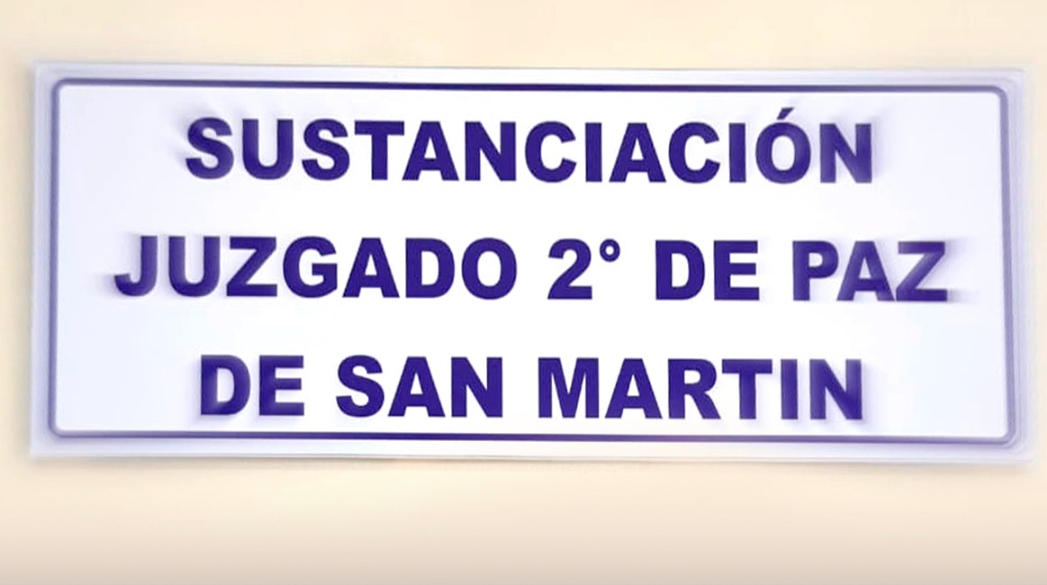 SUSTANCIACIÓN
JUZGADO 2° DE PAZ
DE SAN MARTIN